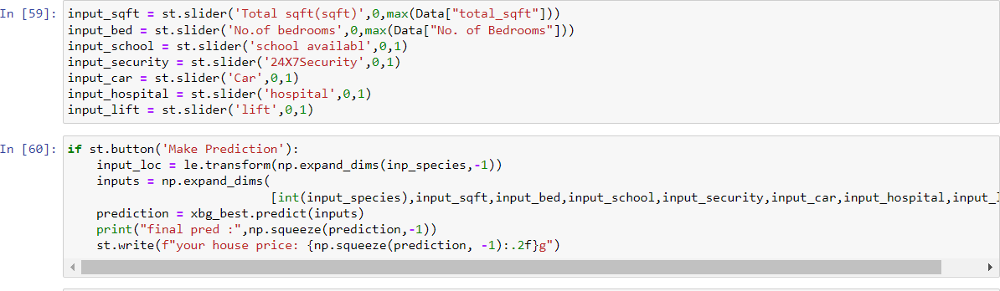 In [59]: input_sqft = st.slider('Total sqft(sqft)',0,max(Data["total_sqft"]))
input_bed = st.slider('No.of bedrooms',0,max(Data["No. of Bedrooms"]))
input_school = st.slider('school availabl',0,1)
input_security = st.slider('24X7Security',0,1)
input_car = st.slider('Car',0,1)
input_hospital = st.slider('hospital',0,1)
input_lift = st.slider('lift',0,1)
In [60]: if st.button('Make Prediction'):
    input_loc = le.transform(np.expand_dims(inp_species,-1))
    inputs = np.expand_dims(
                          [int(input_species),input_sqft,input_bed,input_school,input_security,input_car,input_hospital,input_l
    prediction = xbg_best.predict(inputs)
    print("final pred :",np.squeeze(prediction,-1))
    st.write(f"your house price: {np.squeeze(prediction, -1):.2f}g")